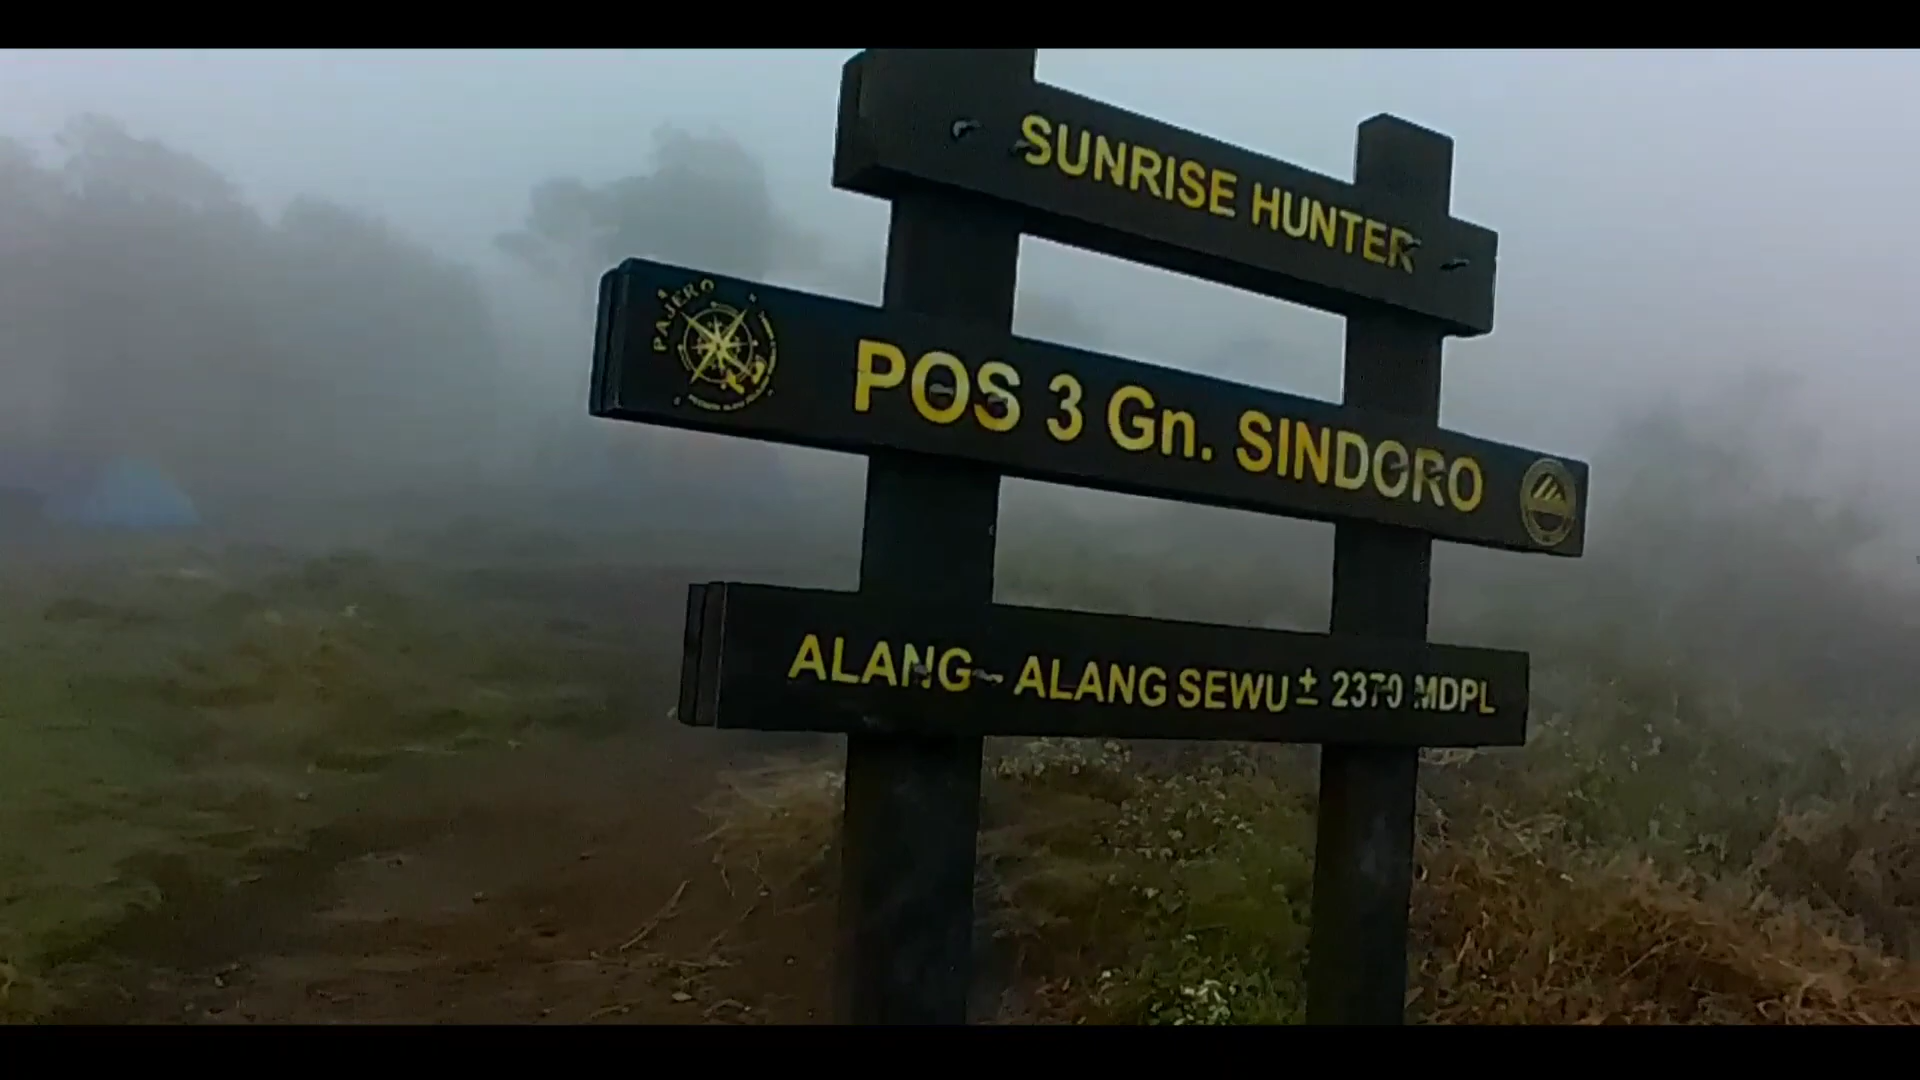 SUNRISE HUNTER
PAJERO
POS 3 Gn. SINDORO
ALANG - ALANG SEWU ± 2370 MDPL